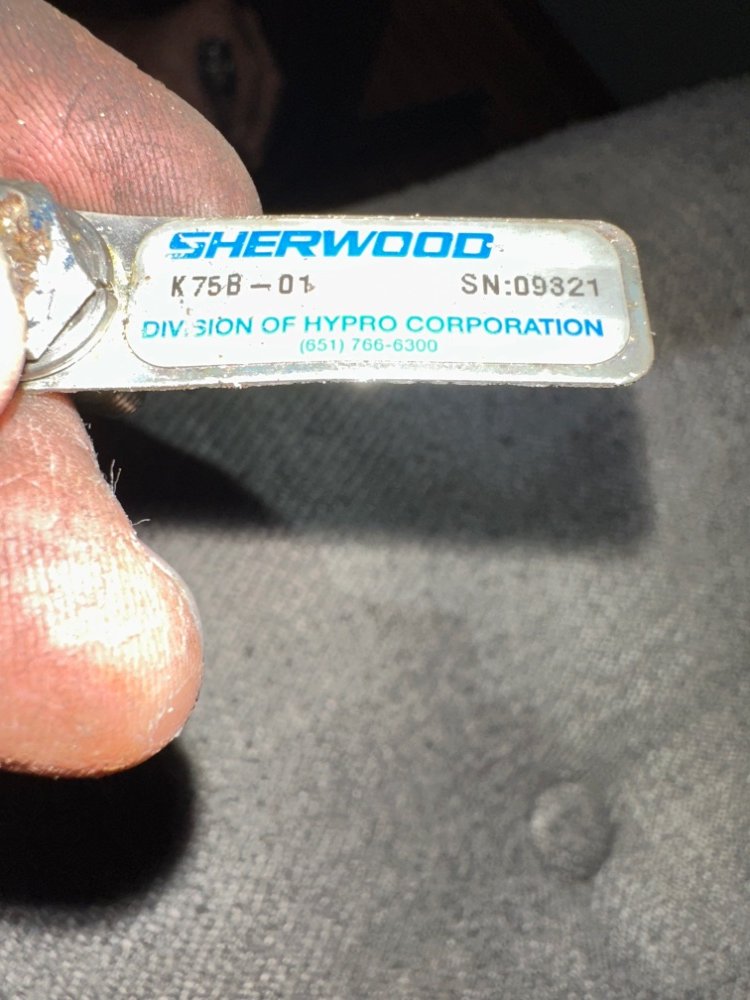 SHERWOOD
K75B-01 SN:09321
DIVISION OF HYPRO CORPORATION
(651) 766-6300